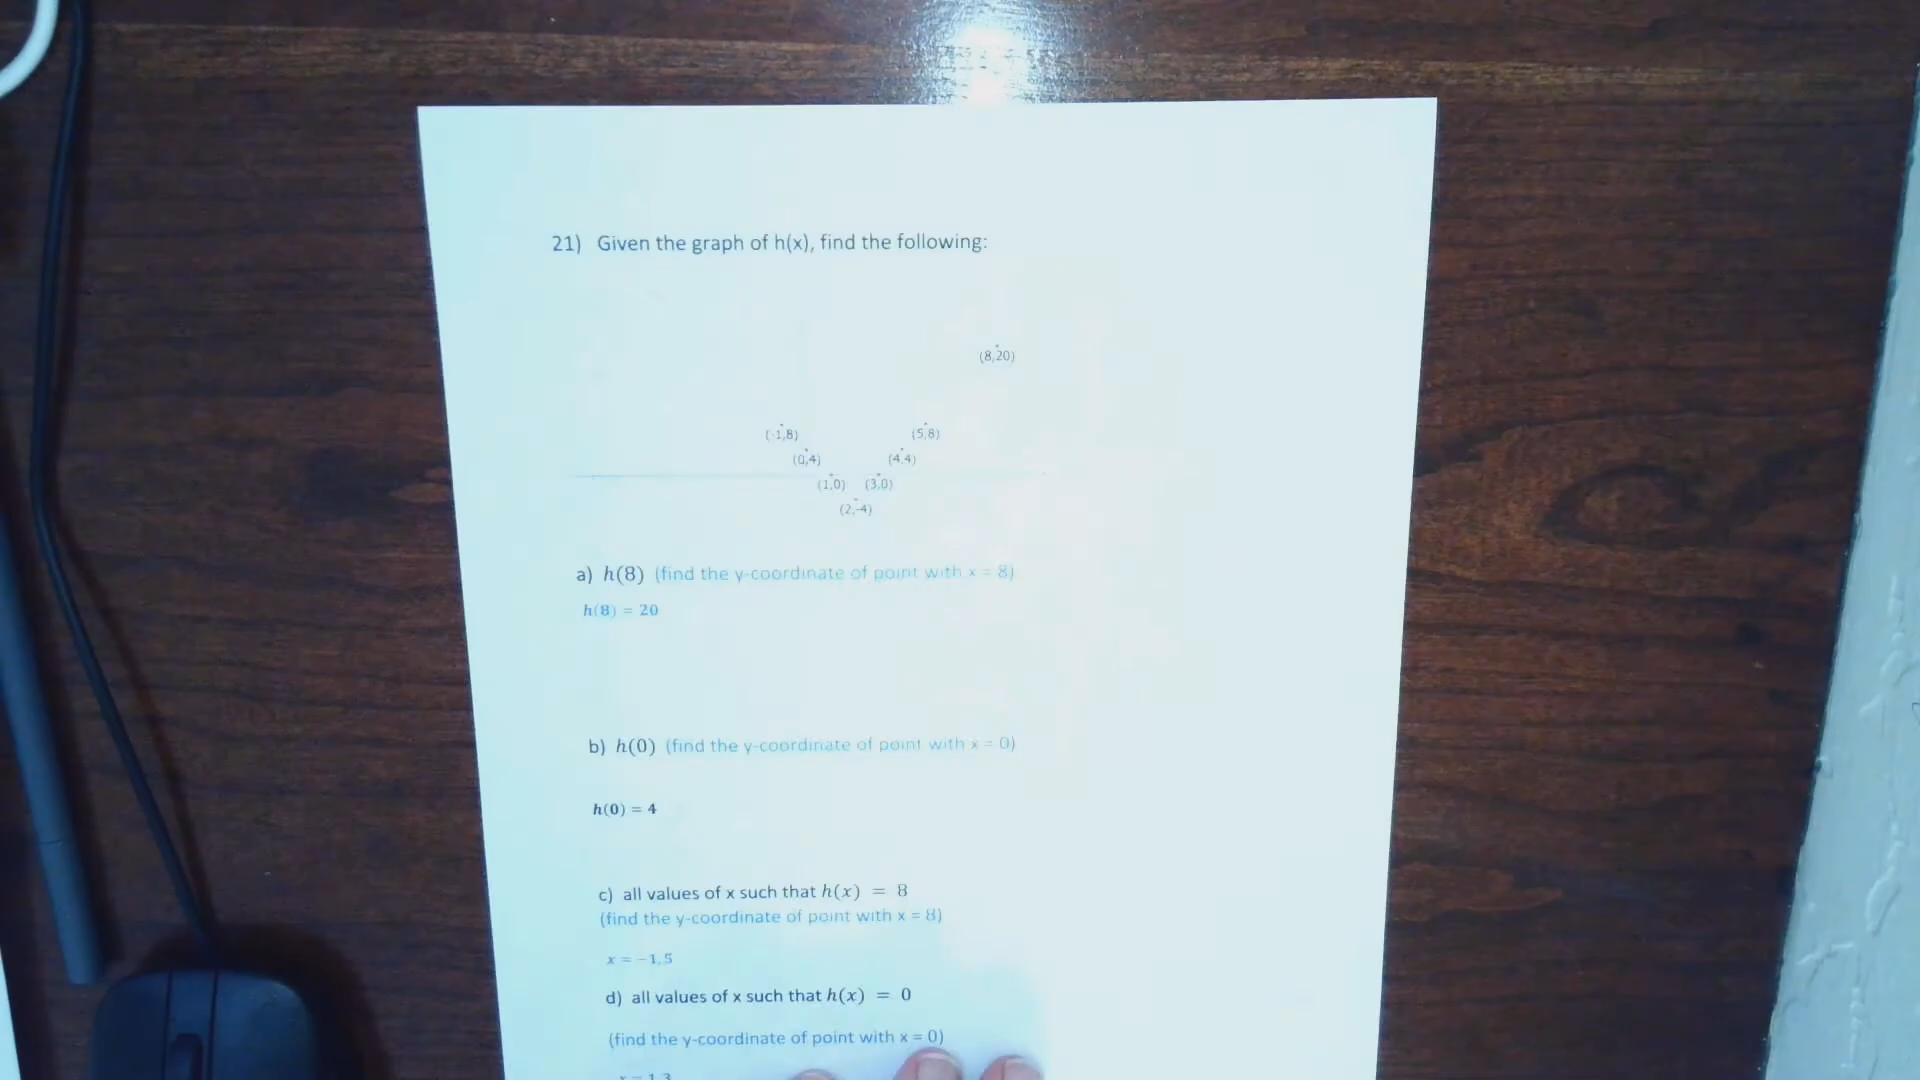 21) Given the graph of h(x), find the following:
(8,20)
(-1,8) (5,8)
(0,4) (4,4)
(1,0) (3,0)
(2,-4)
a) h(8) (find the y-coordinate of point with x = 8)
h(8) = 20
b) h(0) (find the y-coordinate of point with x = 0)
h(0) = 4
c) all values of x such that h(x) = 8
(find the y-coordinate of point with x = 8)
x = −1,5
d) all values of x such that h(x) = 0
(find the y-coordinate of point with x = 0)